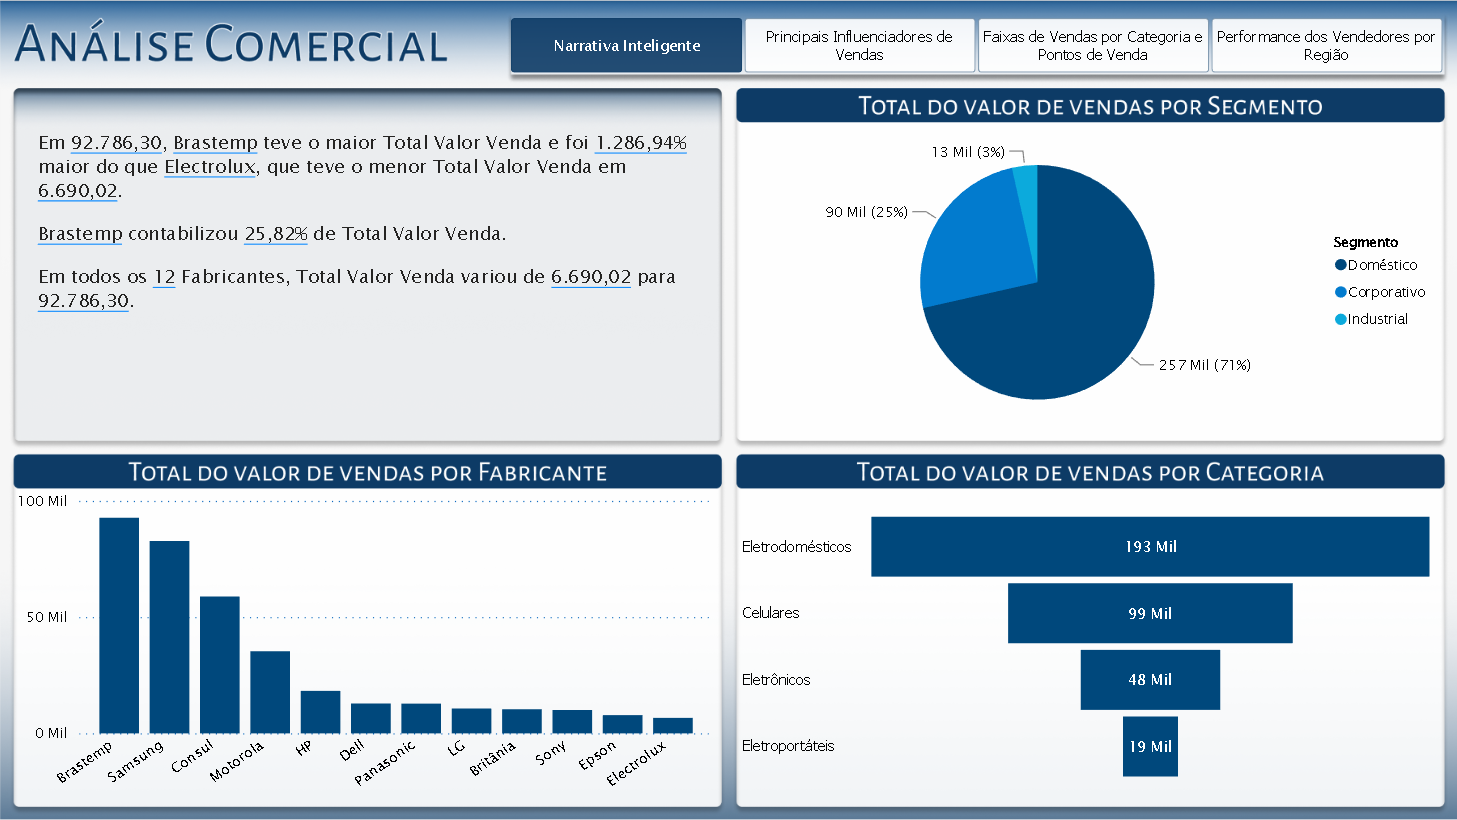 Análise Comercial
Narrativa Inteligente
Principais Influenciadores de
Vendas
Faixas de Vendas por Categoria e
Pontos de Venda
Performance dos Vendedores por
Região
Em 92.786,30, Brastemp teve o maior Total Valor Venda e foi 1.286,94%
maior do que Electrolux, que teve o menor Total Valor Venda em
6.690,02.
Brastemp contabilizou 25,82% de Total Valor Venda.
Em todos os 12 Fabricantes, Total Valor Venda variou de 6.690,02 para
92.786,30.
Total do valor de vendas por Segmento
13 Mil (3%)
90 Mil (25%)
257 Mil (71%)
Segmento
Doméstico
Corporativo
Industrial
Total do valor de vendas por Fabricante
100 Mil
50 Mil
0 Mil
Brastemp
Samsung
Consul
Motorola
HP
Dell
Panasonic
LG
Britânia
Sony
Epson
Electrolux
Total do valor de vendas por Categoria
Eletrodomésticos
193 Mil
Celulares
99 Mil
Eletrônicos
48 Mil
Eletroportáteis
19 Mil